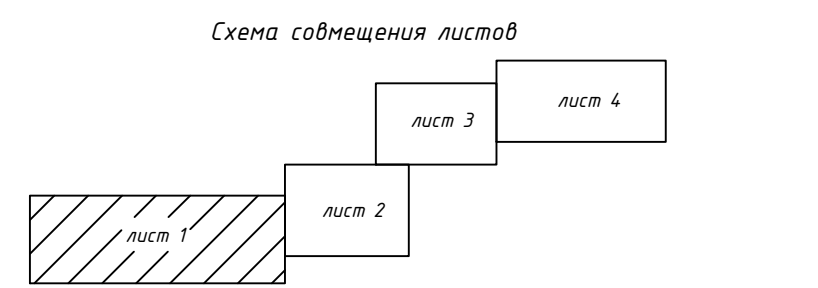 Схема совмещения листов
лист 4
лист 3
лист 2
лист 1